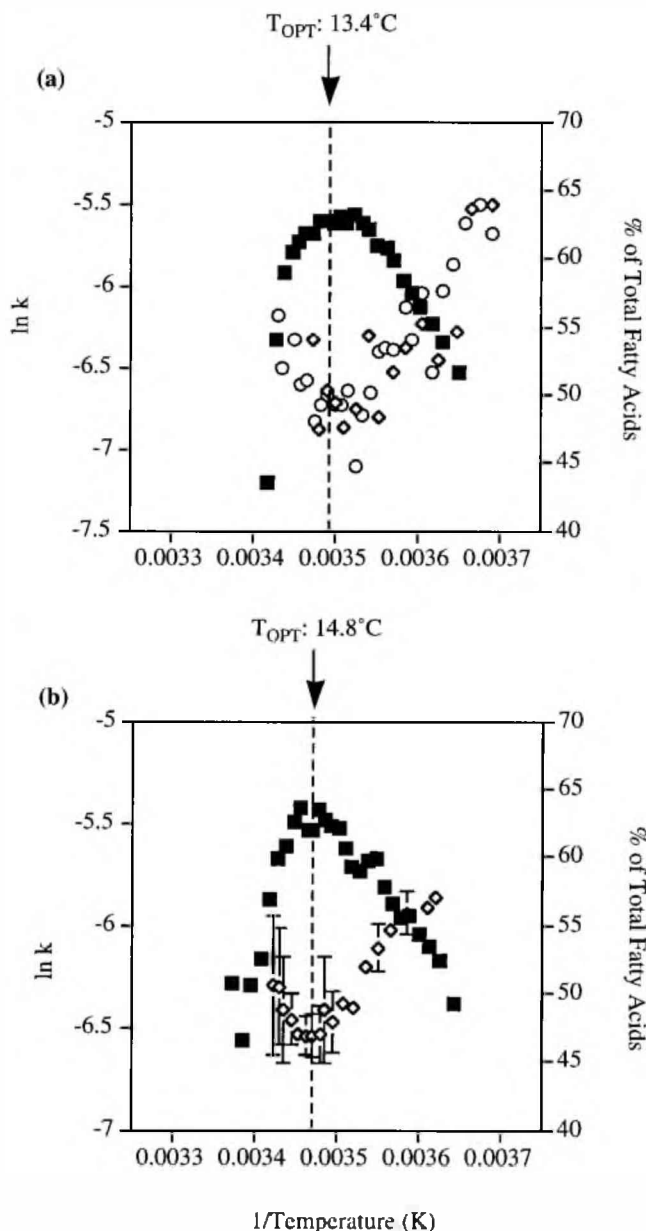 T_OPT: 13.4°C
(a)
-5
-5.5
-6
-6.5
-7
-7.5
ln k
70
65
60
55
50
45
40
% of Total Fatty Acids
0.0033 0.0034 0.0035 0.0036 0.0037
T_OPT: 14.8°C
(b)
-5
-5.5
-6
-6.5
-7
ln k
70
65
60
55
50
45
40
% of Total Fatty Acids
0.0033 0.0034 0.0035 0.0036 0.0037
1/Temperature (K)